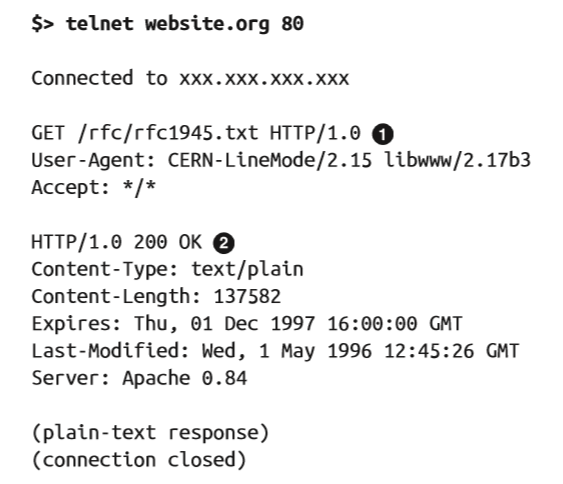 $> telnet website.org 80
Connected to xxx.xxx.xxx.xxx
GET /rfc/rfc1945.txt HTTP/1.0 ❶
User-Agent: CERN-LineMode/2.15 libwww/2.17b3
Accept: */*
HTTP/1.0 200 OK ❷
Content-Type: text/plain
Content-Length: 137582
Expires: Thu, 01 Dec 1997 16:00:00 GMT
Last-Modified: Wed, 1 May 1996 12:45:26 GMT
Server: Apache 0.84
(plain-text response)
(connection closed)